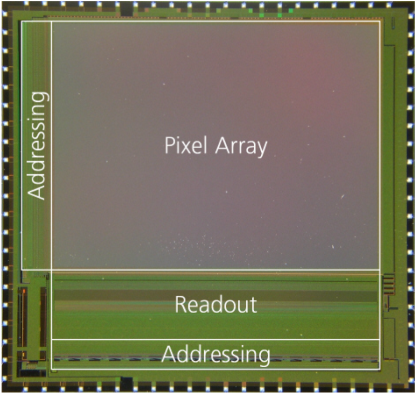 Addressing
Pixel Array
Readout
Addressing